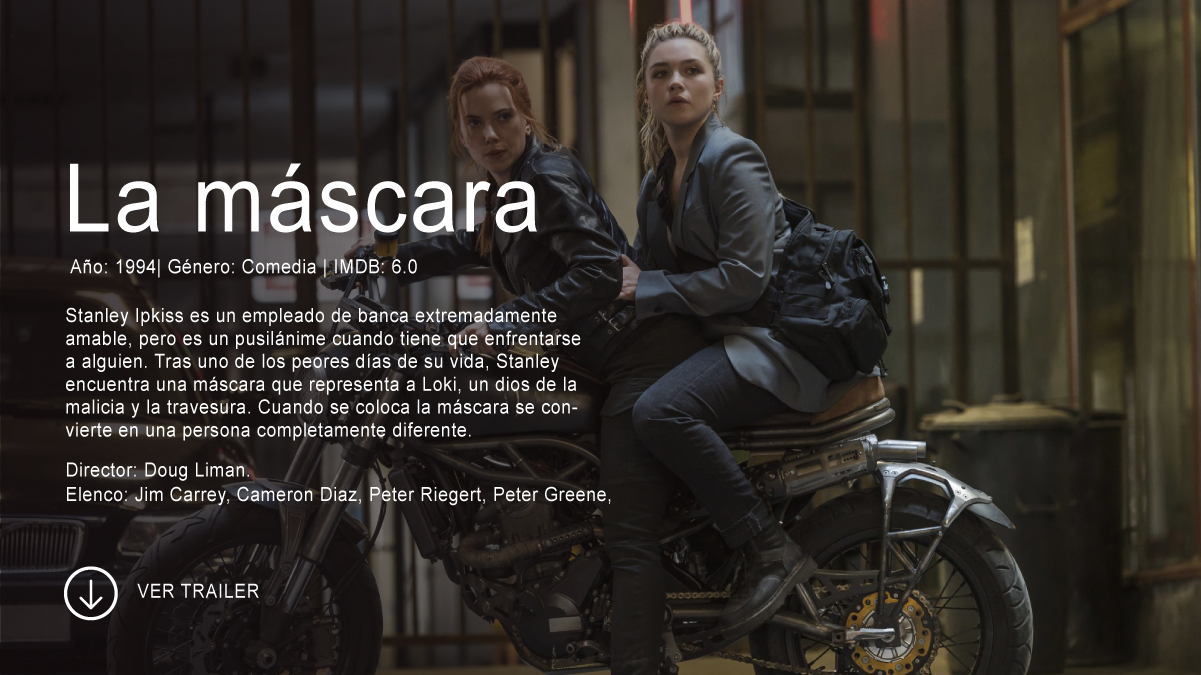 La máscara
Año: 1994| Género: Comedia | IMDB: 6.0
Stanley Ipkiss es un empleado de banca extremadamente
amable, pero es un pusilánime cuando tiene que enfrentarse
a alguien. Tras uno de los peores días de su vida, Stanley
encuentra una máscara que representa a Loki, un dios de la
malicia y la travesura. Cuando se coloca la máscara se con-
vierte en una persona completamente diferente.
Director: Doug Liman.
Elenco: Jim Carrey, Cameron Diaz, Peter Riegert, Peter Greene,
VER TRAILER